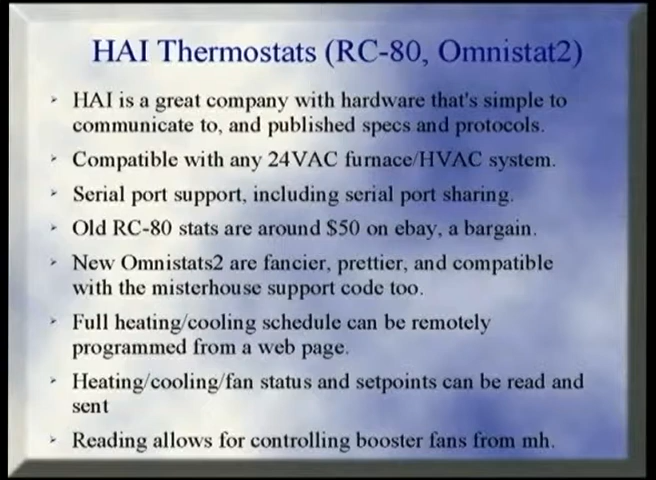 HAI Thermostats (RC-80, Omnistat2)
HAI is a great company with hardware that's simple to
communicate to, and published specs and protocols.
Compatible with any 24VAC furnace/HVAC system.
Serial port support, including serial port sharing.
Old RC-80 stats are around $50 on ebay, a bargain.
New Omnistats2 are fancier, prettier, and compatible
with the misterhouse support code too.
Full heating/cooling schedule can be remotely
programmed from a web page.
Heating/cooling/fan status and setpoints can be read and
sent
Reading allows for controlling booster fans from mh.